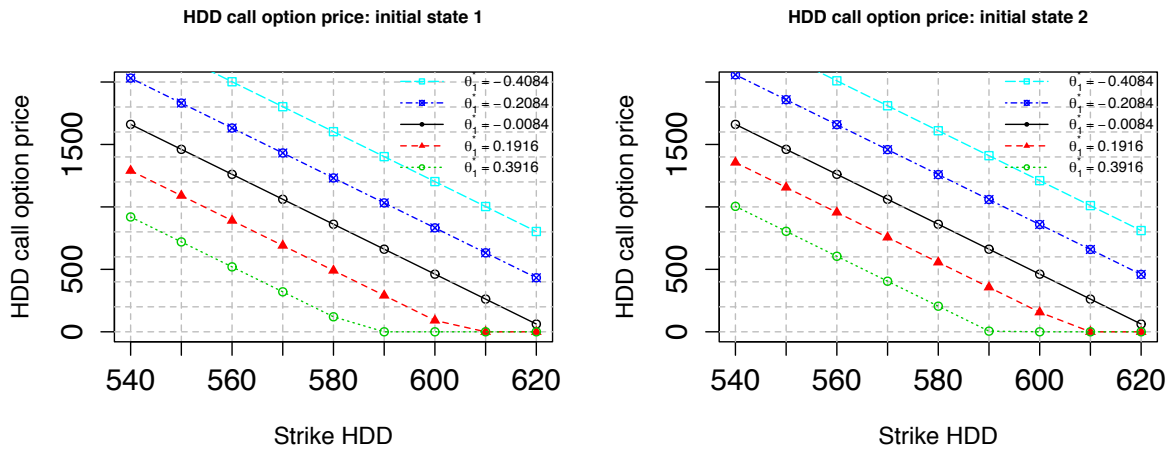 HDD call option price: initial state 1
HDD call option price
1500
500
0
θ₁* = −0.4084
θ₁* = −0.2084
θ₁* = −0.0084
θ₁* = 0.1916
θ₁* = 0.3916
540 560 580 600 620
Strike HDD
HDD call option price: initial state 2
HDD call option price
1500
500
0
θ₁* = −0.4084
θ₁* = −0.2084
θ₁* = −0.0084
θ₁* = 0.1916
θ₁* = 0.3916
540 560 580 600 620
Strike HDD